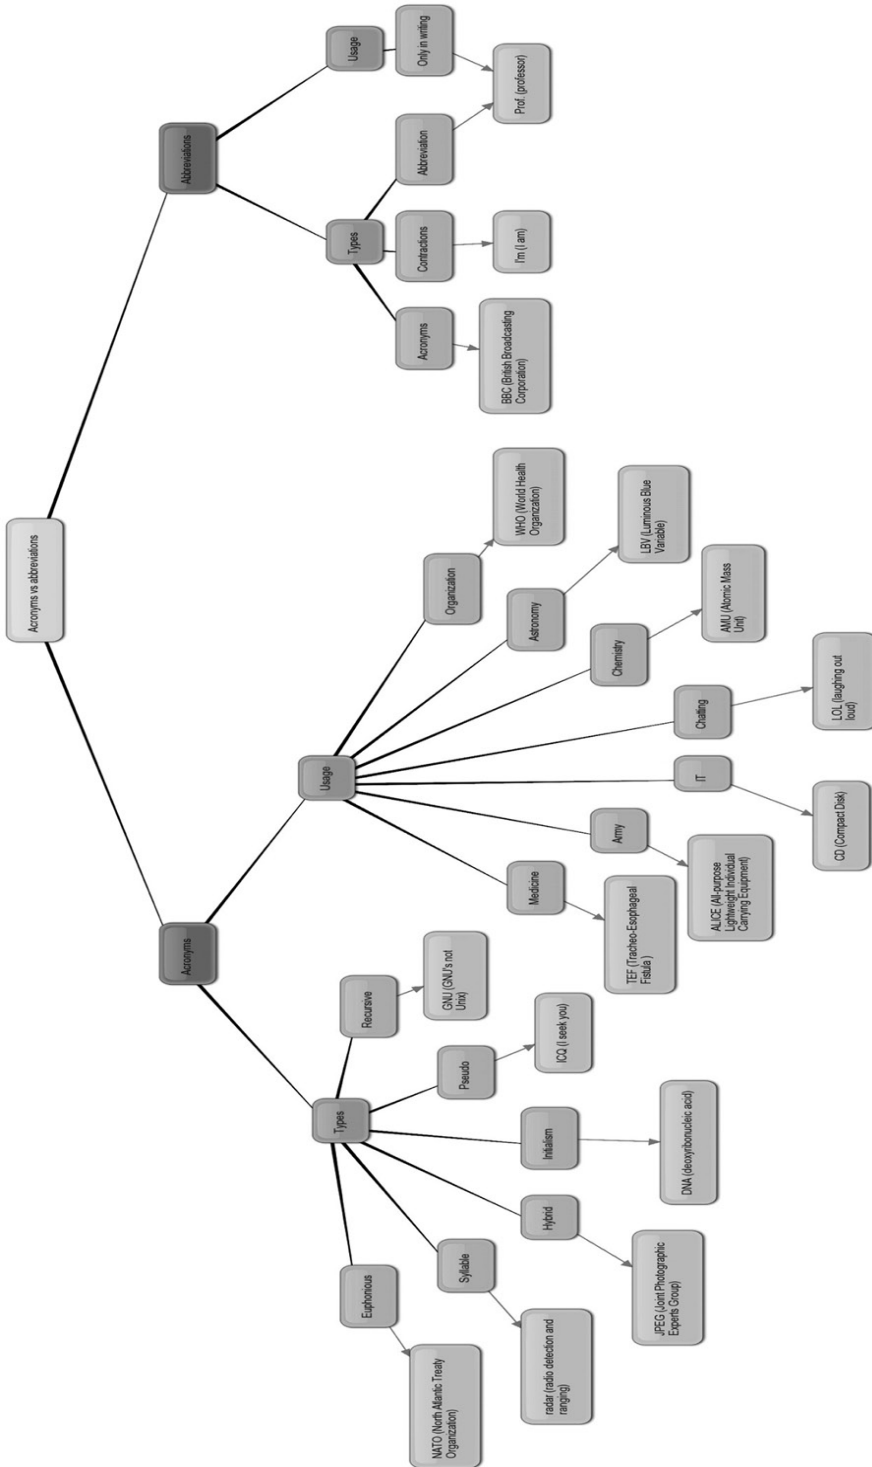 Acronyms vs abbreviations
Acronyms
Abbreviations
Types
Usage
Types
Usage
Euphonious
Syllable
Hybrid
Initialism
Pseudo
Recursive
NATO (North Atlantic Treaty
Organization)
radar (radio detection and
ranging)
JPEG (Joint Photographic
Experts Group)
DNA (deoxyribonucleic acid)
ICQ (I seek you)
GNU (GNU's not
Unix)
Medicine
Army
IT
Chatting
Chemistry
Astronomy
Organization
TEF (Tracheo-Esophageal
Fistula )
ALICE (All-purpose
Lightweight Individual
Carrying Equipment)
CD (Compact Disk)
LOL (laughing out
loud)
AMU (Atomic Mass
Unit)
LBV (Luminous Blue
Variable)
WHO (World Health
Organization)
Acronyms
Contractions
Abbreviation
Only in writing
BBC (British Broadcasting
Corporation)
I'm (I am)
Prof. (professor)